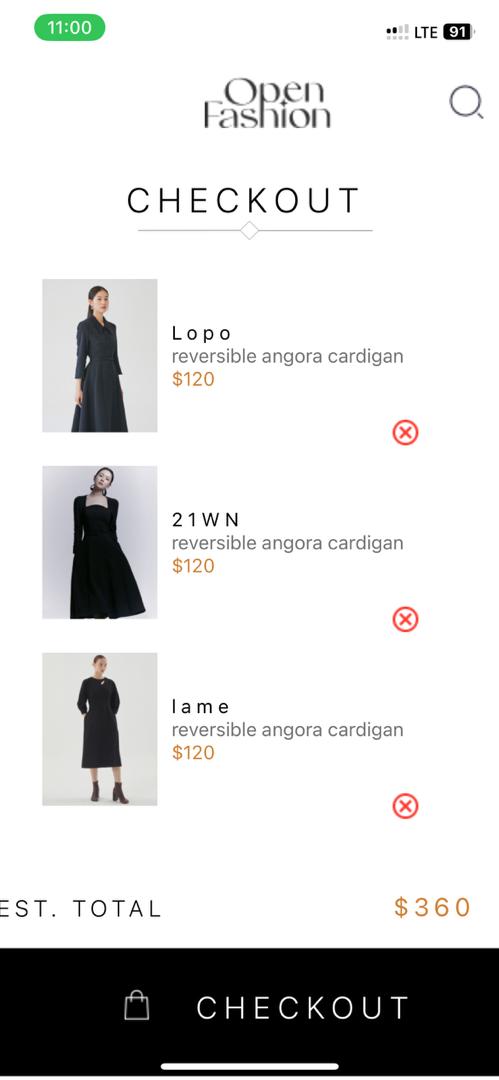 11:00
LTE 91
Open
Fashion
CHECKOUT
Lopo
reversible angora cardigan
$120
21WN
reversible angora cardigan
$120
lame
reversible angora cardigan
$120
EST. TOTAL
$360
CHECKOUT